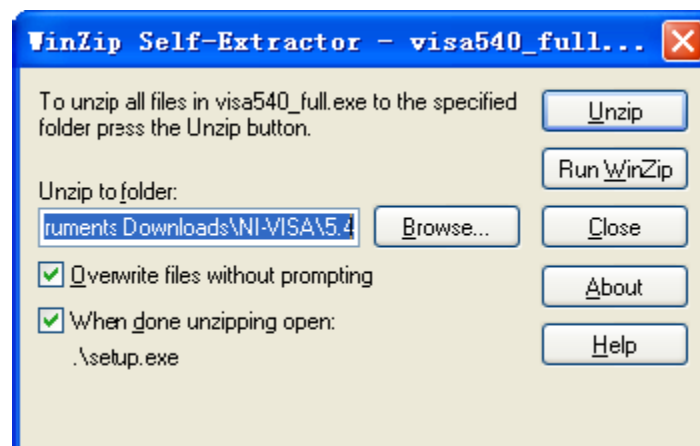 WinZip Self-Extractor - visa540_full...
To unzip all files in visa540_full.exe to the specified
folder press the Unzip button.
Unzip
Run WinZip
Unzip to folder:
ruments Downloads\NI-VISA\5.4
Browse...
Close
Overwrite files without prompting
About
When done unzipping open:
.\setup.exe
Help